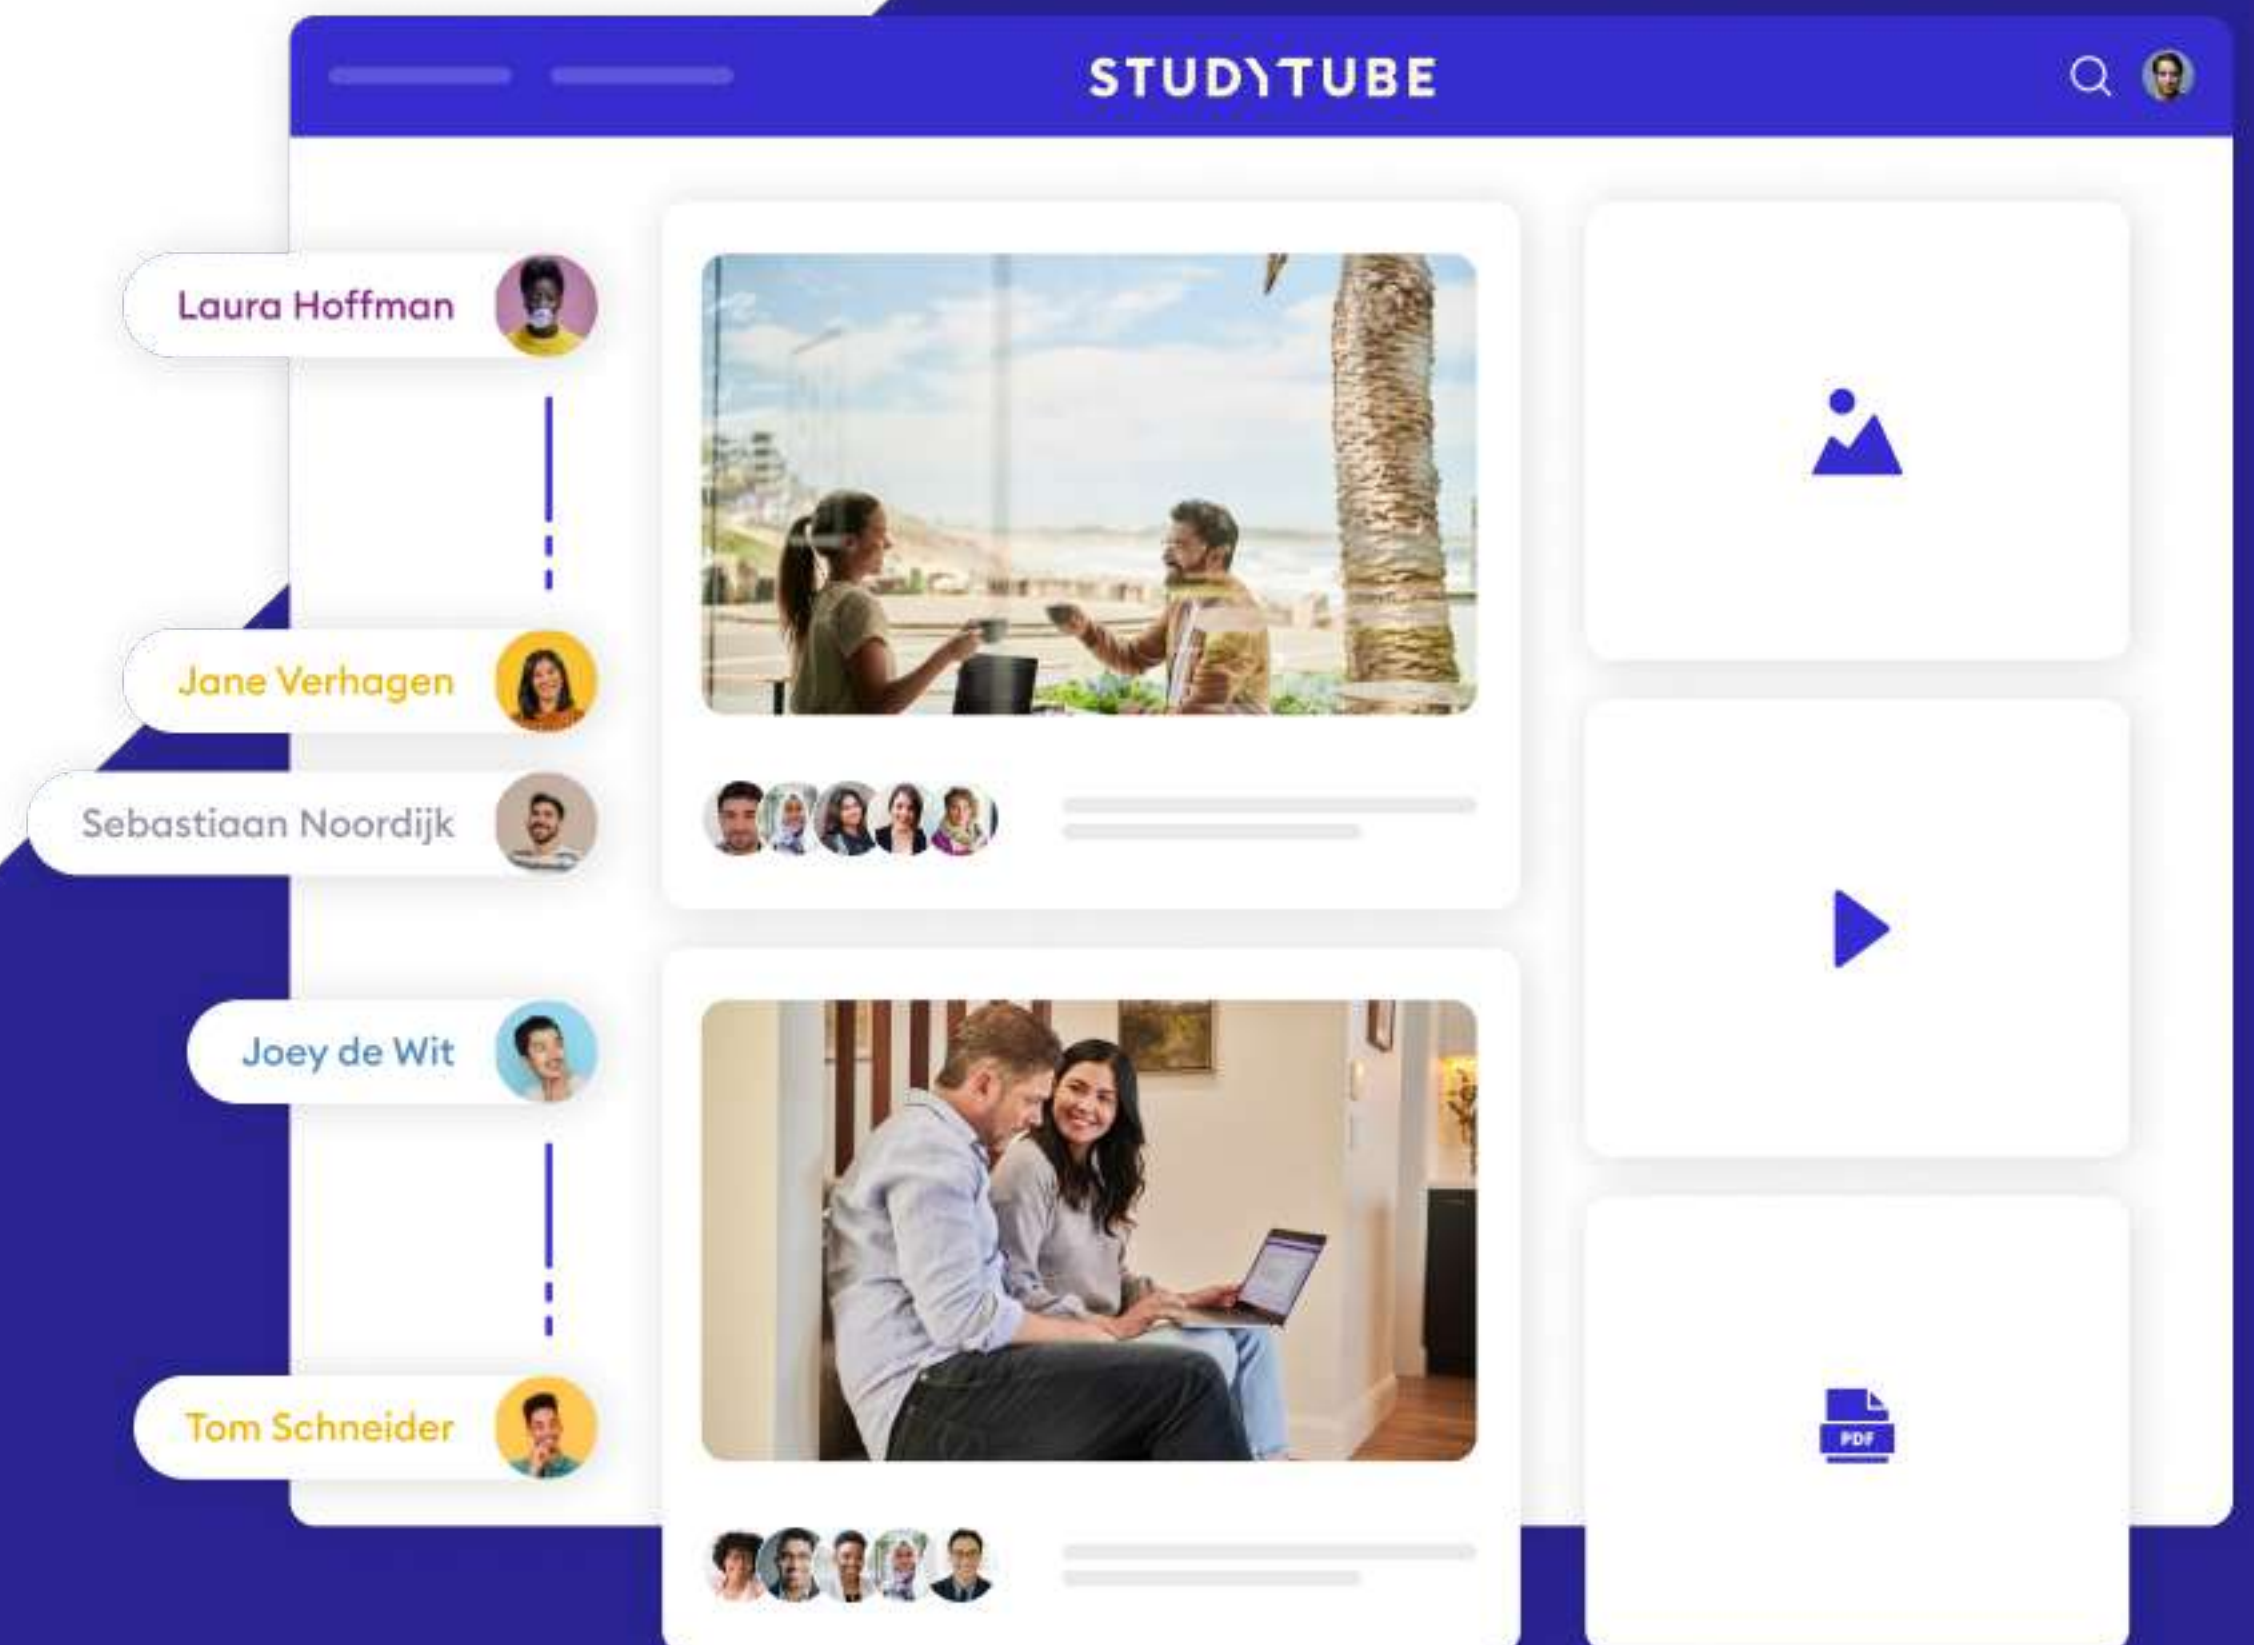 STUDYTUBE
Laura Hoffman
Jane Verhagen
Sebastiaan Noordijk
Joey de Wit
Tom Schneider
PDF